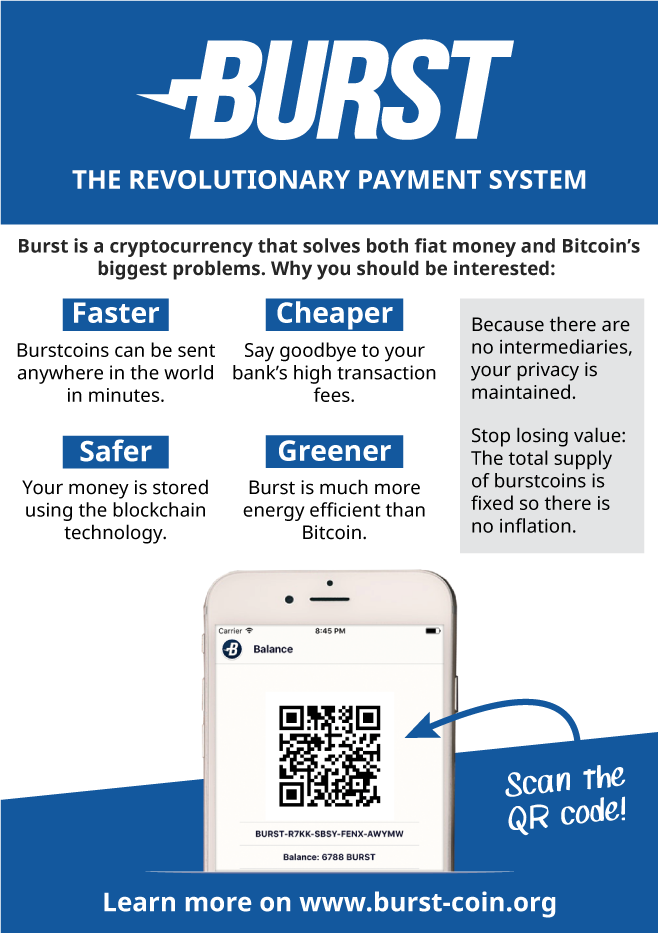 BURST
THE REVOLUTIONARY PAYMENT SYSTEM
Burst is a cryptocurrency that solves both fiat money and Bitcoin’s
biggest problems. Why you should be interested:
Faster
Burstcoins can be sent
anywhere in the world
in minutes.
Cheaper
Say goodbye to your
bank’s high transaction
fees.
Safer
Your money is stored
using the blockchain
technology.
Greener
Burst is much more
energy efficient than
Bitcoin.
Because there are
no intermediaries,
your privacy is
maintained.
Stop losing value:
The total supply
of burstcoins is
fixed so there is
no inflation.
Carrier 8:45 PM
B Balance
BURST-R7KK-SBSY-FENX-AWYMW
Balance: 6788 BURST
Scan the
QR code!
Learn more on www.burst-coin.org